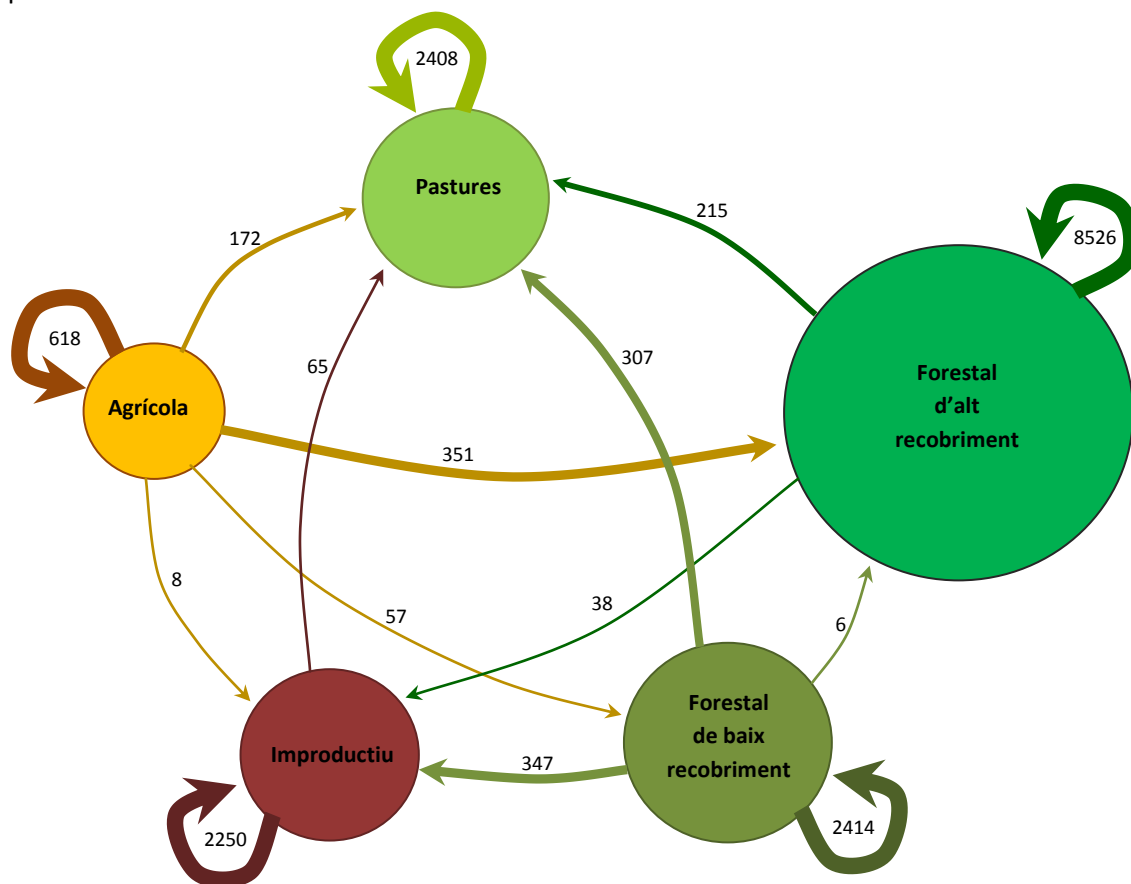 2408
Pastures
215
8526
172
618
65
307
Forestal
d'alt
recobriment
Agrícola
351
8
57
38
6
Forestal
de baix
recobriment
Improductiu
347
2250
2414